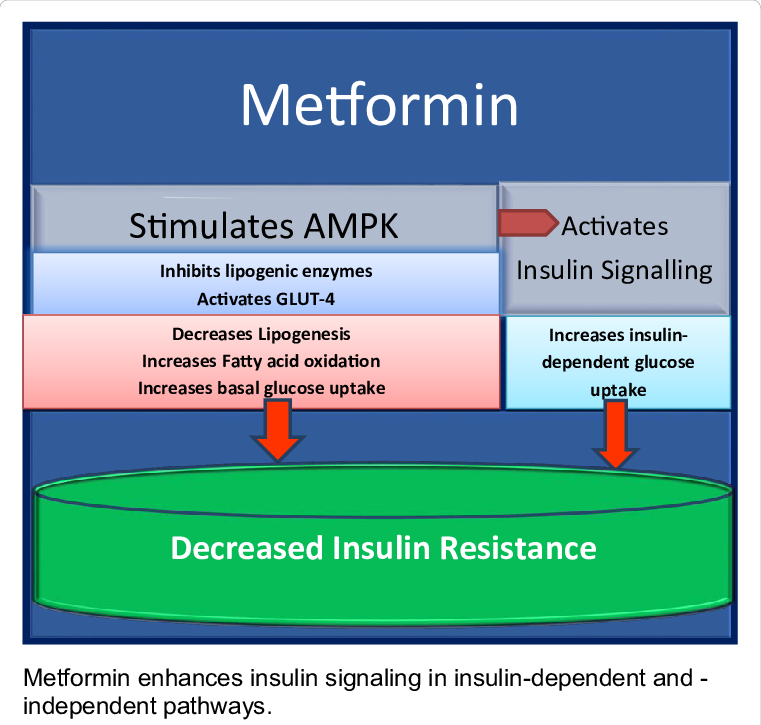 Metformin
Stimulates AMPK
Inhibits lipogenic enzymes
Activates GLUT-4
Decreases Lipogenesis
Increases Fatty acid oxidation
Increases basal glucose uptake
Activates
Insulin Signalling
Increases insulin-
dependent glucose
uptake
Decreased Insulin Resistance
Metformin enhances insulin signaling in insulin-dependent and -
independent pathways.